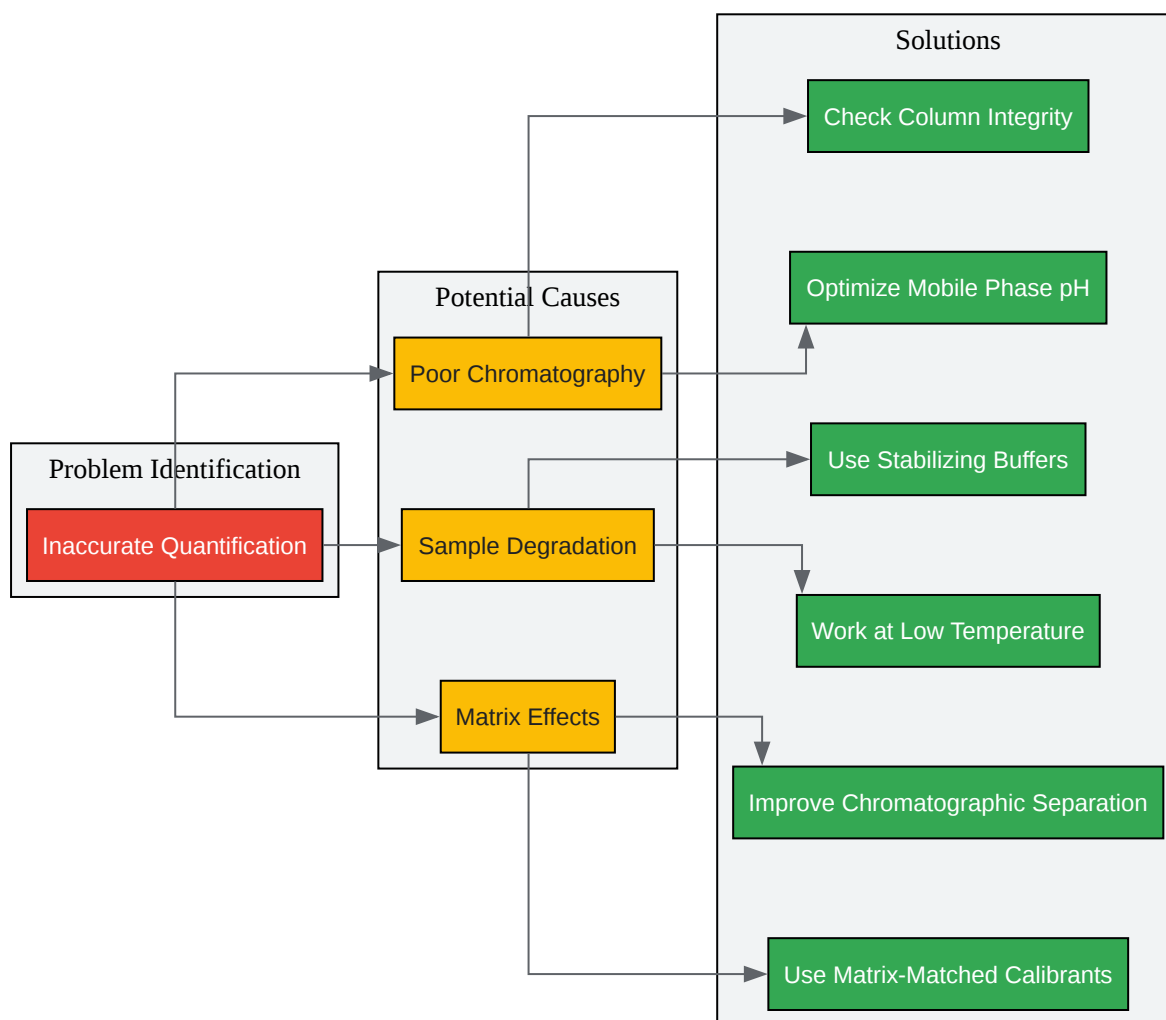 Solutions
Check Column Integrity
Optimize Mobile Phase pH
Potential Causes
Poor Chromatography
Use Stabilizing Buffers
Problem Identification
Inaccurate Quantification
Sample Degradation
Work at Low Temperature
Matrix Effects
Improve Chromatographic Separation
Use Matrix-Matched Calibrants